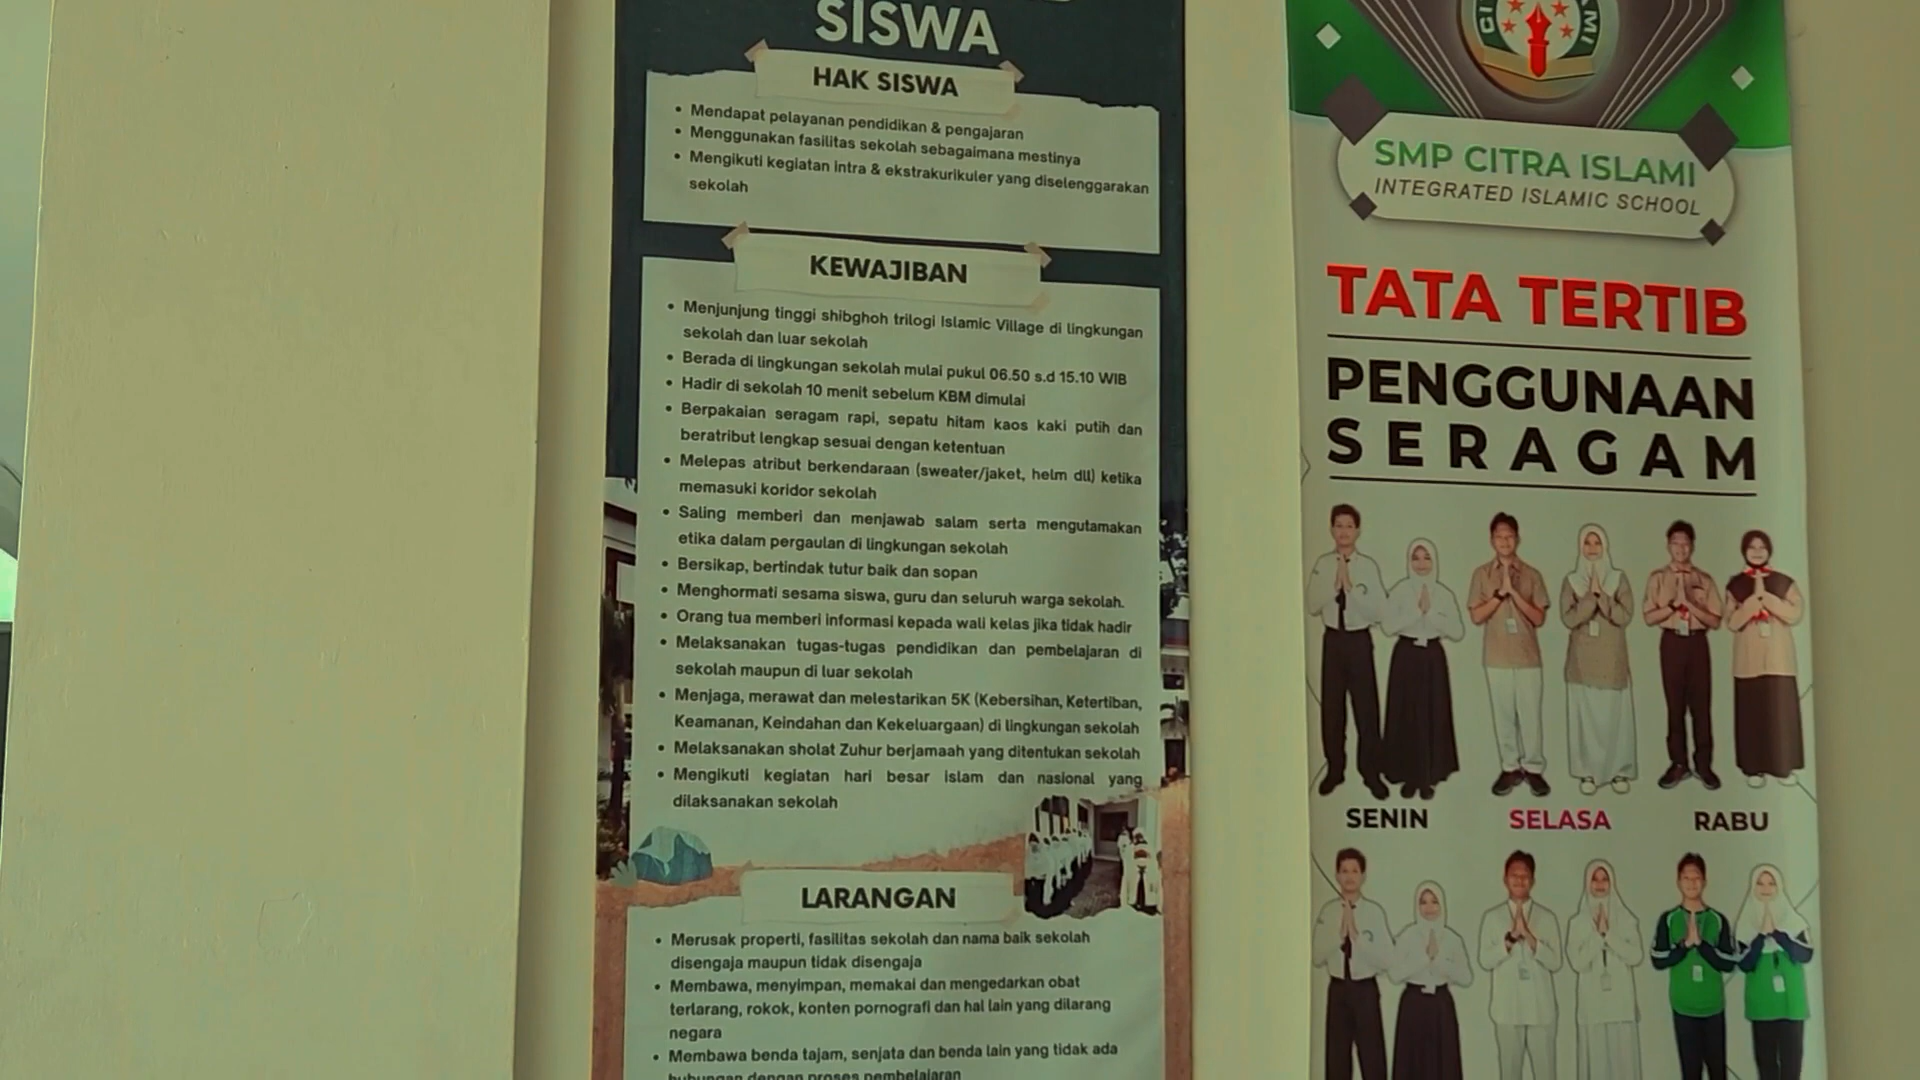 SISWA
HAK SISWA
• Mendapat pelayanan pendidikan & pengajaran
• Menggunakan fasilitas sekolah sebagaimana mestinya
• Mengikuti kegiatan intra & ekstrakurikuler yang diselenggarakan
sekolah
KEWAJIBAN
• Menjunjung tinggi shibghoh trilogi Islamic Village di lingkungan
sekolah dan luar sekolah
• Berada di lingkungan sekolah mulai pukul 06.50 s.d 15.10 WIB
• Hadir di sekolah 10 menit sebelum KBM dimulai
• Berpakaian seragam rapi, sepatu hitam kaos kaki putih dan
beratribut lengkap sesuai dengan ketentuan
• Melepas atribut berkendaraan (sweater/jaket, helm dll) ketika
memasuki koridor sekolah
• Saling memberi dan menjawab salam serta mengutamakan
etika dalam pergaulan di lingkungan sekolah
• Bersikap, bertindak tutur baik dan sopan
• Menghormati sesama siswa, guru dan seluruh warga sekolah.
• Orang tua memberi informasi kepada wali kelas jika tidak hadir
• Melaksanakan tugas-tugas pendidikan dan pembelajaran di
sekolah maupun di luar sekolah
• Menjaga, merawat dan melestarikan 5K (Kebersihan, Ketertiban,
Keamanan, Keindahan dan Kekeluargaan) di lingkungan sekolah
• Melaksanakan sholat Zuhur berjamaah yang ditentukan sekolah
• Mengikuti kegiatan hari besar islam dan nasional yang
dilaksanakan sekolah
LARANGAN
• Merusak properti, fasilitas sekolah dan nama baik sekolah
disengaja maupun tidak disengaja
• Membawa, menyimpan, memakai dan mengedarkan obat
terlarang, rokok, konten pornografi dan hal lain yang dilarang
negara
• Membawa benda tajam, senjata dan benda lain yang tidak ada
hubungan dengan proses pembelajaran
SMP CITRA ISLAMI
INTEGRATED ISLAMIC SCHOOL
TATA TERTIB
PENGGUNAAN
SERAGAM
SENIN
SELASA
RABU